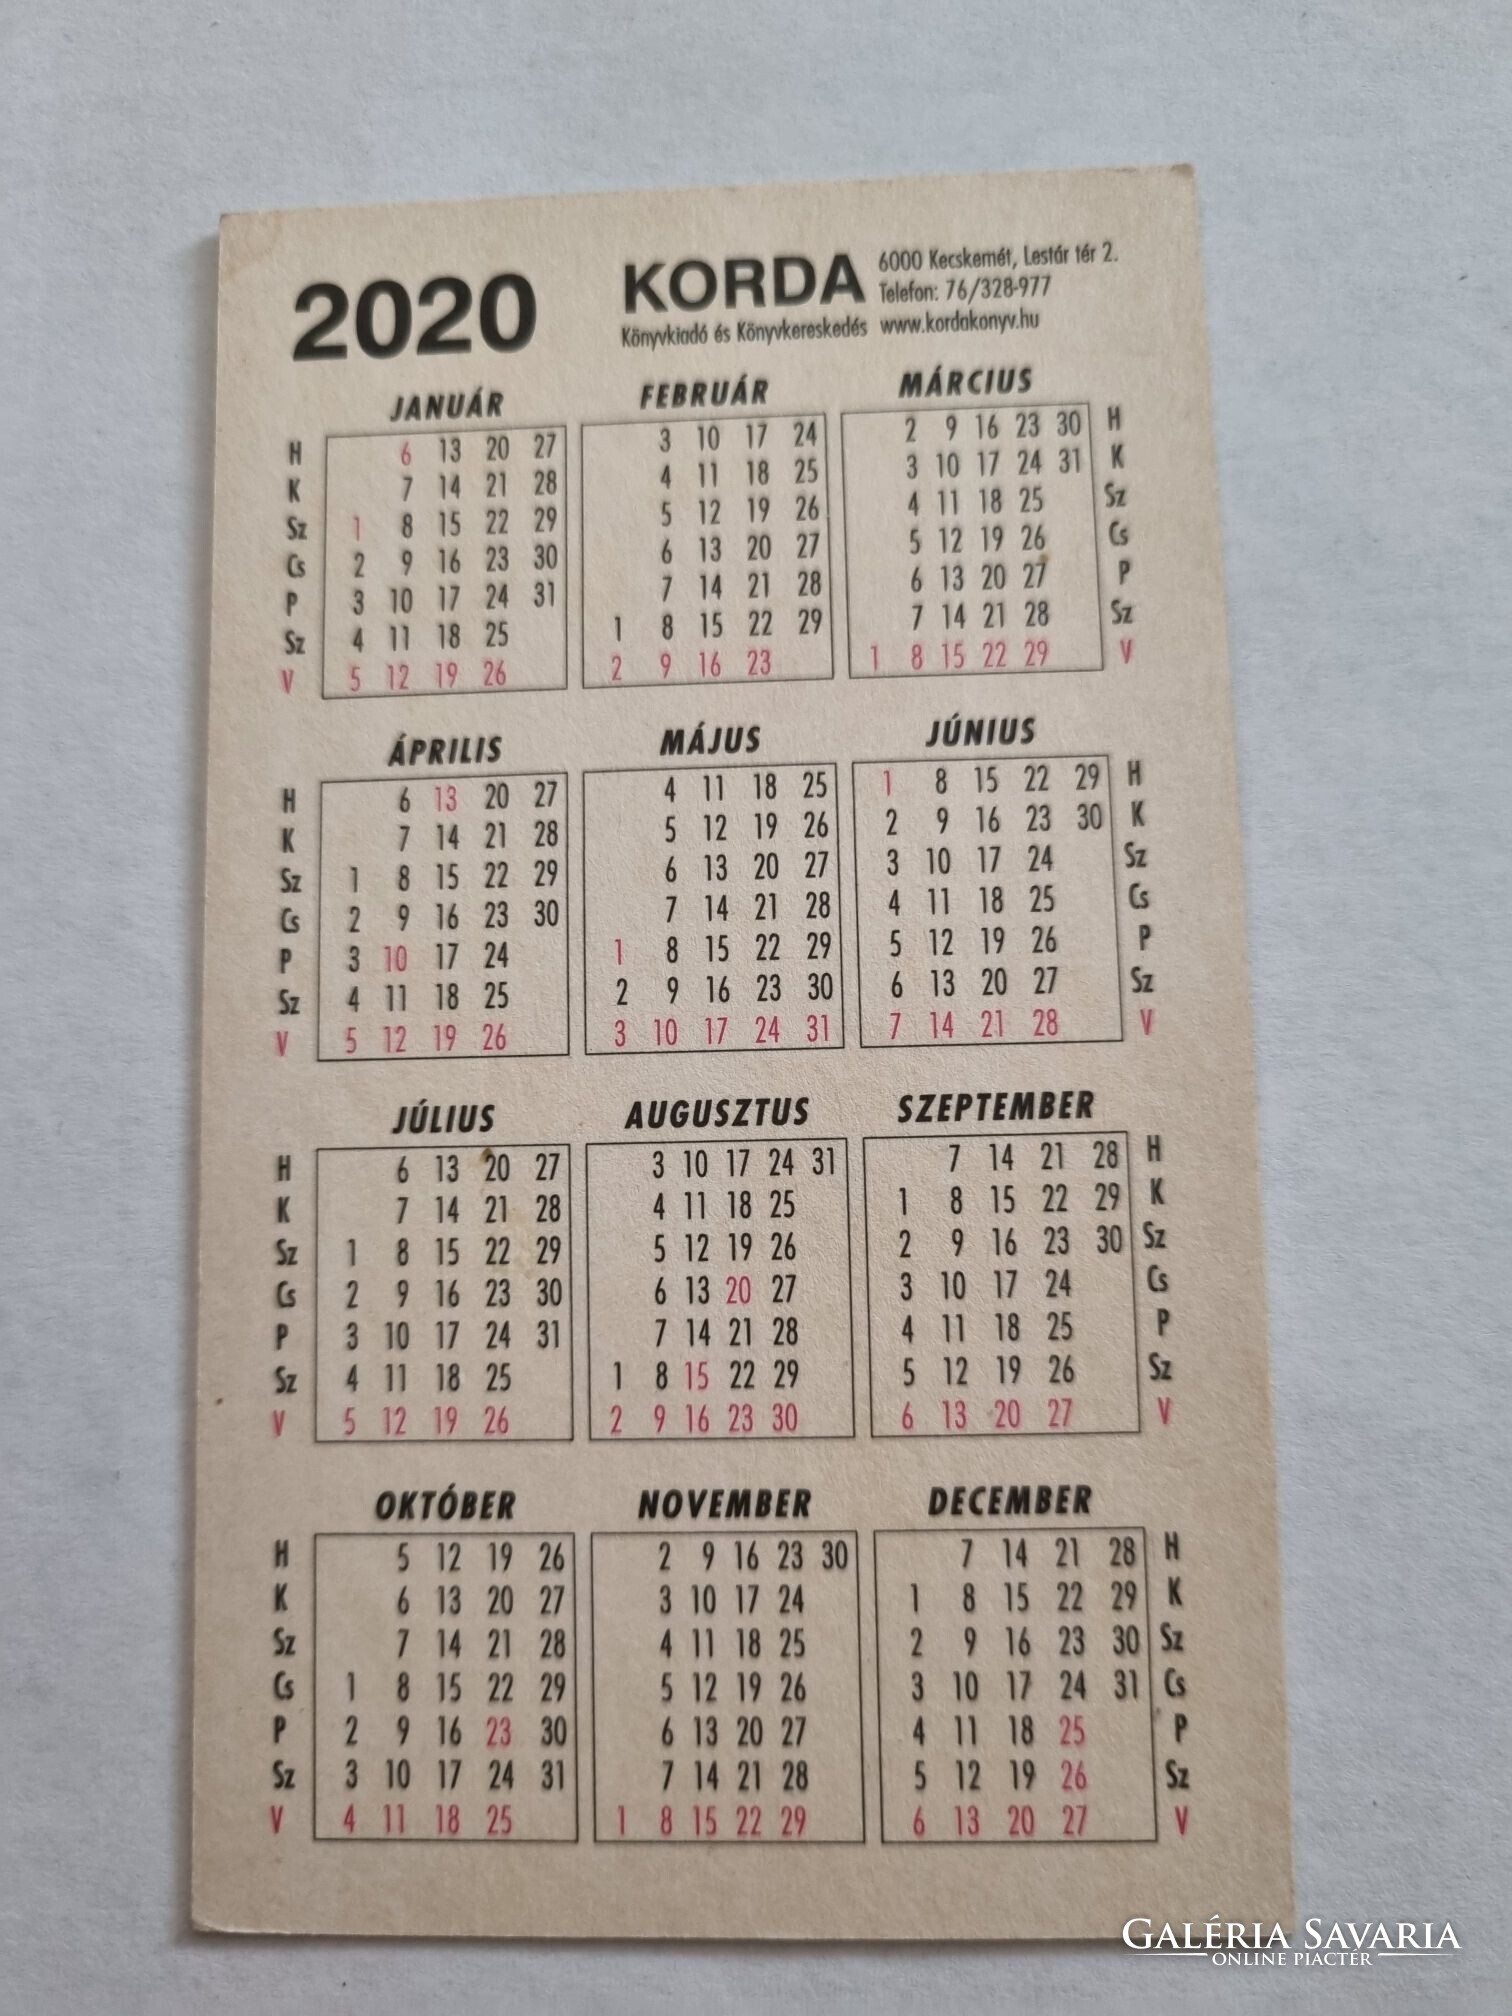 2020 KORDA 6000 Kecskemét, Lestár tér 2.
Telefon: 76/328-977
Könyvkiadó és Könyvkereskedés www.kordakonyv.hu
JANUÁR FEBRUÁR MÁRCIUS
H 6 13 20 27 3 10 17 24 2 9 16 23 30 H
K 7 14 21 28 4 11 18 25 3 10 17 24 31 K
Sz 1 8 15 22 29 5 12 19 26 4 11 18 25 Sz
Cs 2 9 16 23 30 6 13 20 27 5 12 19 26 Cs
P 3 10 17 24 31 7 14 21 28 6 13 20 27 P
Sz 4 11 18 25 1 8 15 22 29 7 14 21 28 Sz
V 5 12 19 26 2 9 16 23 1 8 15 22 29 V
ÁPRILIS MÁJUS JÚNIUS
H 6 13 20 27 4 11 18 25 1 8 15 22 29 H
K 7 14 21 28 5 12 19 26 2 9 16 23 30 K
Sz 1 8 15 22 29 6 13 20 27 3 10 17 24 Sz
Cs 2 9 16 23 30 7 14 21 28 4 11 18 25 Cs
P 3 10 17 24 1 8 15 22 29 5 12 19 26 P
Sz 4 11 18 25 2 9 16 23 30 6 13 20 27 Sz
V 5 12 19 26 3 10 17 24 31 7 14 21 28 V
JÚLIUS AUGUSZTUS SZEPTEMBER
H 6 13 20 27 3 10 17 24 31 7 14 21 28 H
K 7 14 21 28 4 11 18 25 1 8 15 22 29 K
Sz 1 8 15 22 29 5 12 19 26 2 9 16 23 30 Sz
Cs 2 9 16 23 30 6 13 20 27 3 10 17 24 Cs
P 3 10 17 24 31 7 14 21 28 4 11 18 25 P
Sz 4 11 18 25 1 8 15 22 29 5 12 19 26 Sz
V 5 12 19 26 2 9 16 23 30 6 13 20 27 V
OKTÓBER NOVEMBER DECEMBER
H 5 12 19 26 2 9 16 23 30 7 14 21 28 H
K 6 13 20 27 3 10 17 24 1 8 15 22 29 K
Sz 7 14 21 28 4 11 18 25 2 9 16 23 30 Sz
Cs 1 8 15 22 29 5 12 19 26 3 10 17 24 31 Cs
P 2 9 16 23 30 6 13 20 27 4 11 18 25 P
Sz 3 10 17 24 31 7 14 21 28 5 12 19 26 Sz
V 4 11 18 25 1 8 15 22 29 6 13 20 27 V
GALÉRIA SAVARIA
ONLINE PIACTÉR